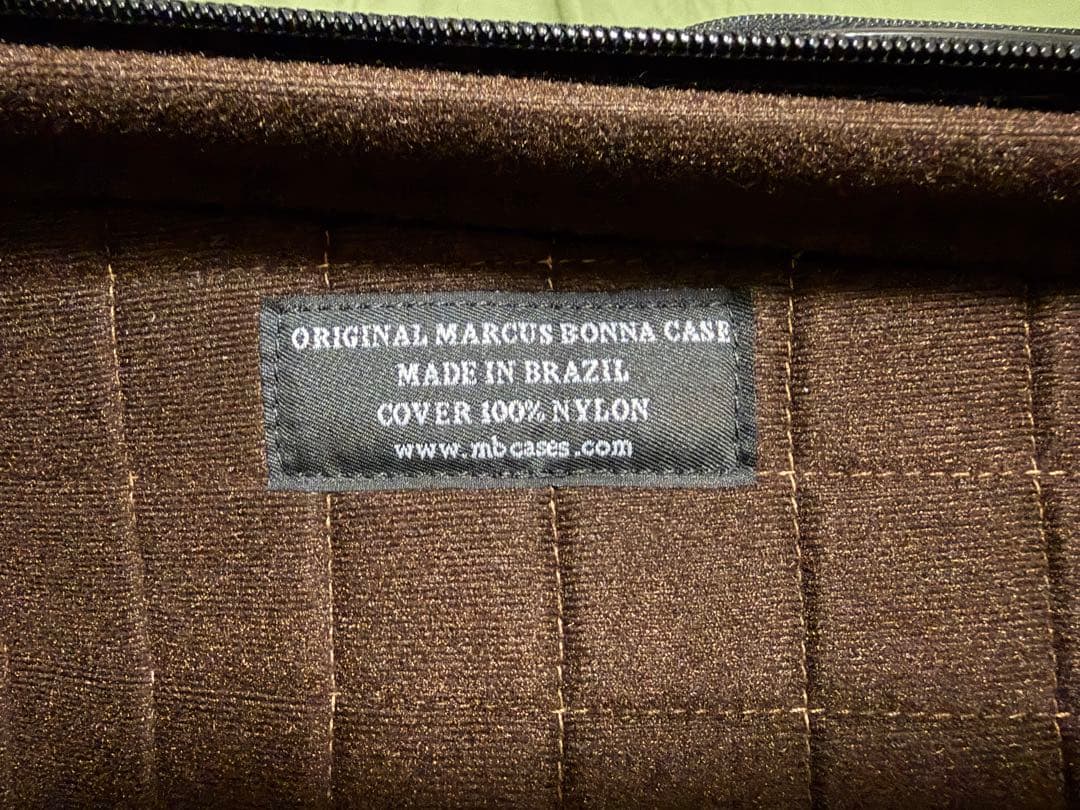 ORIGINAL MARCUS BONNA CASE
MADE IN BRAZIL
COVER 100% NYLON
www.mbcases.com